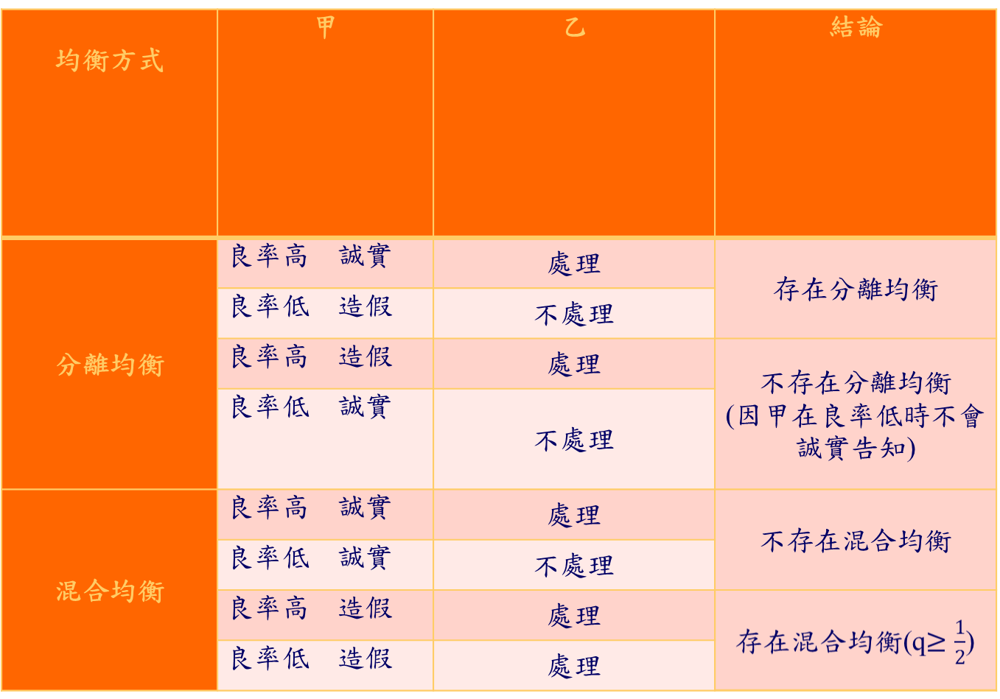 均衡方式
甲
乙
結論
分離均衡
良率高 誠實
處理
存在分離均衡
良率低 造假
不處理
良率高 造假
處理
不存在分離均衡
(因甲在良率低時不會
誠實告知)
良率低 誠實
不處理
混合均衡
良率高 誠實
處理
不存在混合均衡
良率低 誠實
不處理
良率高 造假
處理
存在混合均衡(q≥ 1/2)
良率低 造假
處理